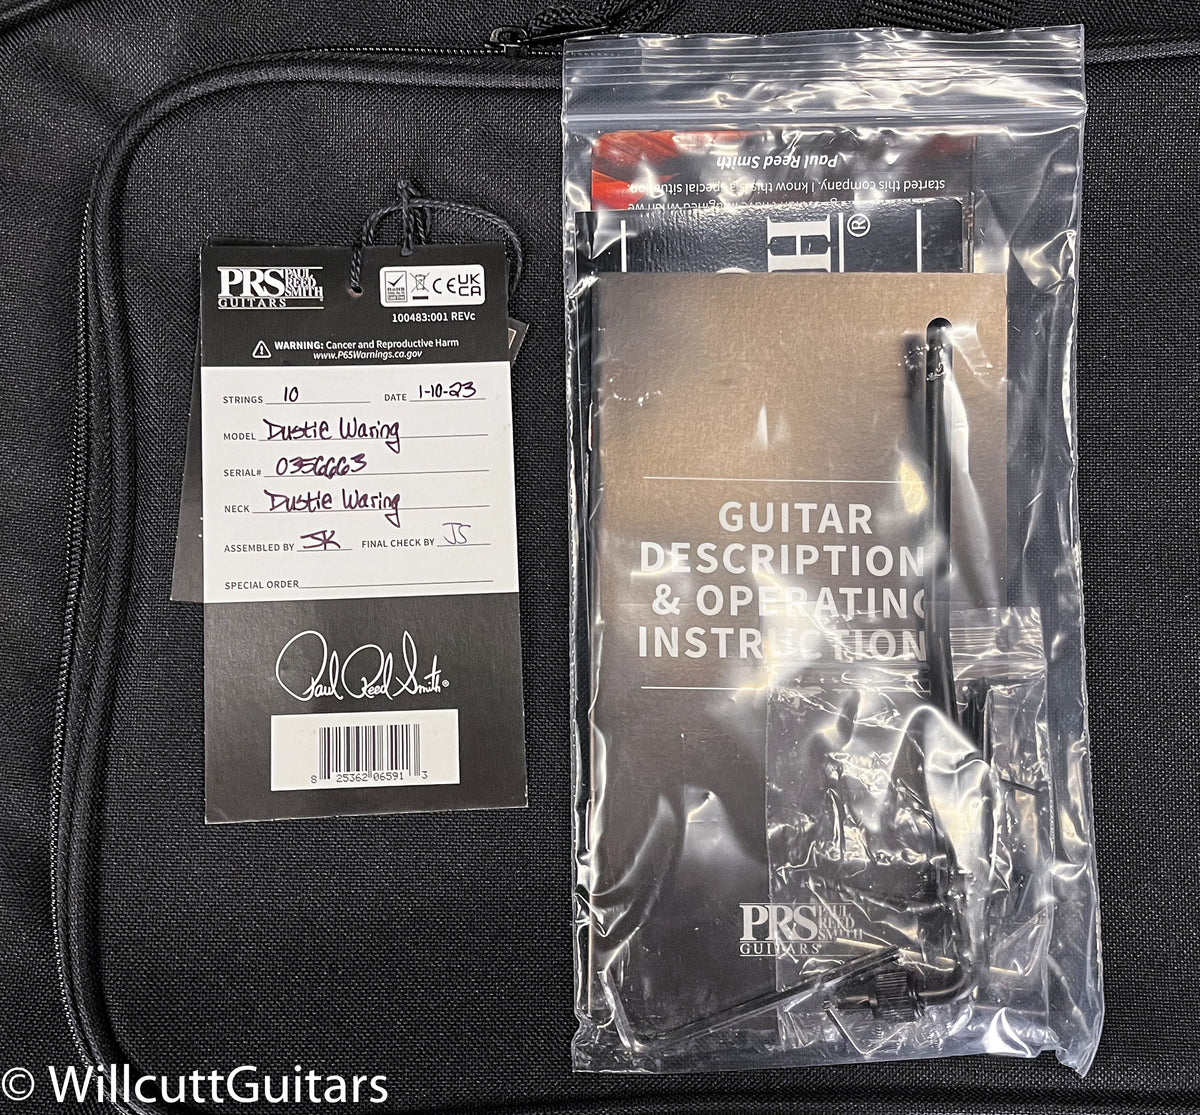 PRS PAUL
REED
SMITH
GUITARS
CE UK
CA
100483:001 REVc
WARNING: Cancer and Reproductive Harm
www.P65Warnings.ca.gov
STRINGS 10 DATE 1-10-23
MODEL Dustie Waring
SERIAL# 0356663
NECK Dustie Waring
ASSEMBLED BY JK FINAL CHECK BY JS
SPECIAL ORDER
Paul Reed Smith®
8 25362 06591 3
Paul Reed Smith
started this company, I know this is a special situation.
H ®
GUITAR
DESCRIPTION
& OPERATING
INSTRUCTION
PRS PAUL
REED
SMITH
GUITARS
© WillcuttGuitars